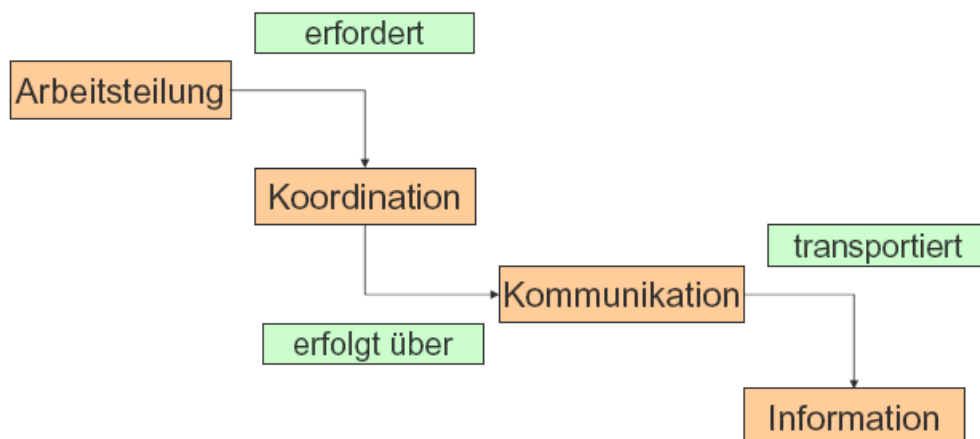 erfordert
Arbeitsteilung
Koordination
transportiert
Kommunikation
erfolgt über
Information